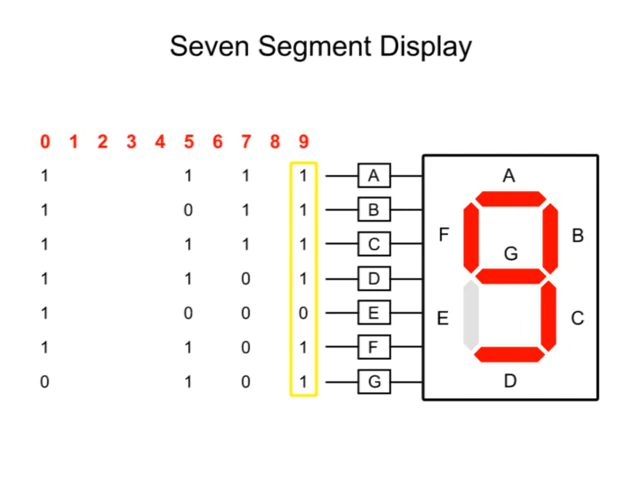 Seven Segment Display
0 1 2 3 4 5 6 7 8 9
1 1 1 1 A A
1 0 1 1 B
1 1 1 1 C F B
1 1 0 1 D G
1 0 0 0 E E C
1 1 0 1 F
0 1 0 1 G D